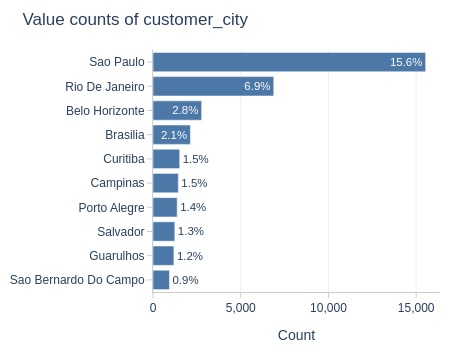 Value counts of customer_city
Sao Paulo 15.6%
Rio De Janeiro 6.9%
Belo Horizonte 2.8%
Brasilia 2.1%
Curitiba 1.5%
Campinas 1.5%
Porto Alegre 1.4%
Salvador 1.3%
Guarulhos 1.2%
Sao Bernardo Do Campo 0.9%
0 5,000 10,000 15,000
Count